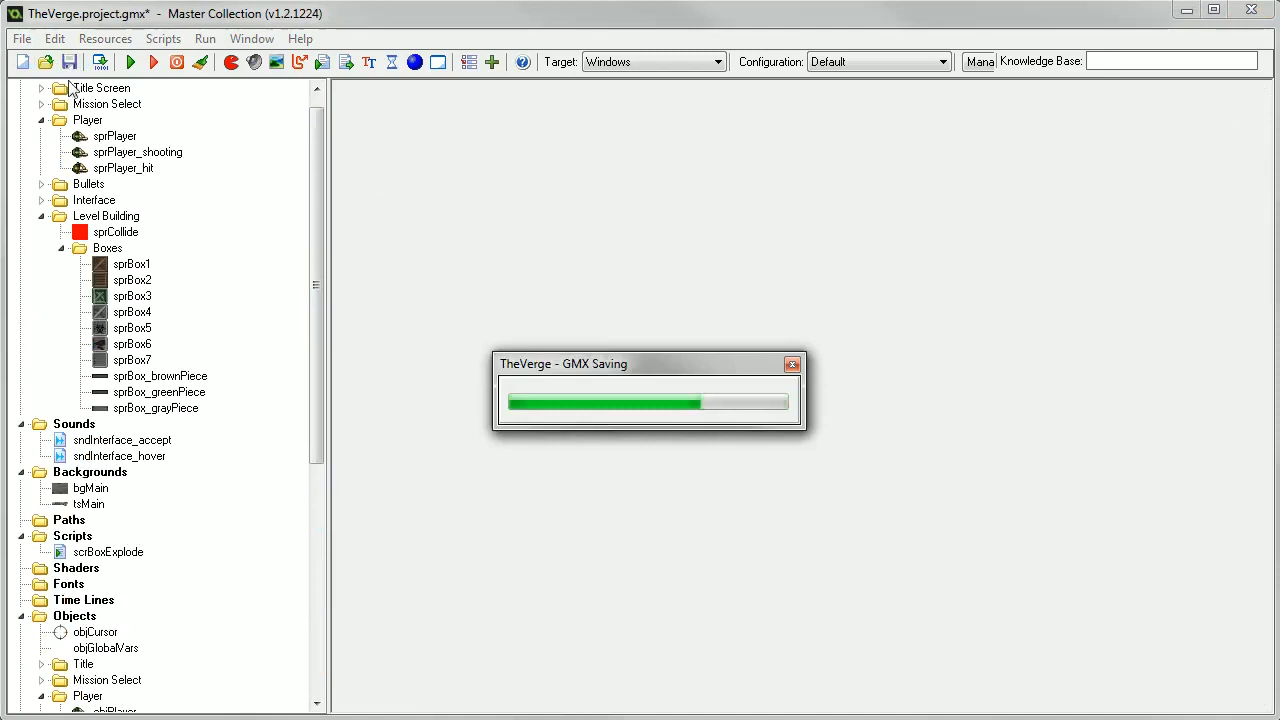 TheVerge.project.gmx* - Master Collection (v1.2.1224)
File Edit Resources Scripts Run Window Help
Target: Windows Configuration: Default Mana Knowledge Base:
Title Screen
Mission Select
Player
sprPlayer
sprPlayer_shooting
sprPlayer_hit
Bullets
Interface
Level Building
sprCollide
Boxes
sprBox1
sprBox2
sprBox3
sprBox4
sprBox5
sprBox6
sprBox7
sprBox_brownPiece
sprBox_greenPiece
sprBox_grayPiece
Sounds
sndInterface_accept
sndInterface_hover
Backgrounds
bgMain
tsMain
Paths
Scripts
scrBoxExplode
Shaders
Fonts
Time Lines
Objects
objCursor
objGlobalVars
Title
Mission Select
Player
objPlayer
TheVerge - GMX Saving